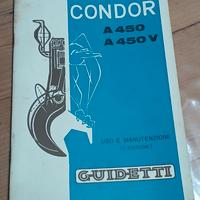 CONDOR
A 450
A 450 V
USO E MANUTENZIONE
GUIDETTI